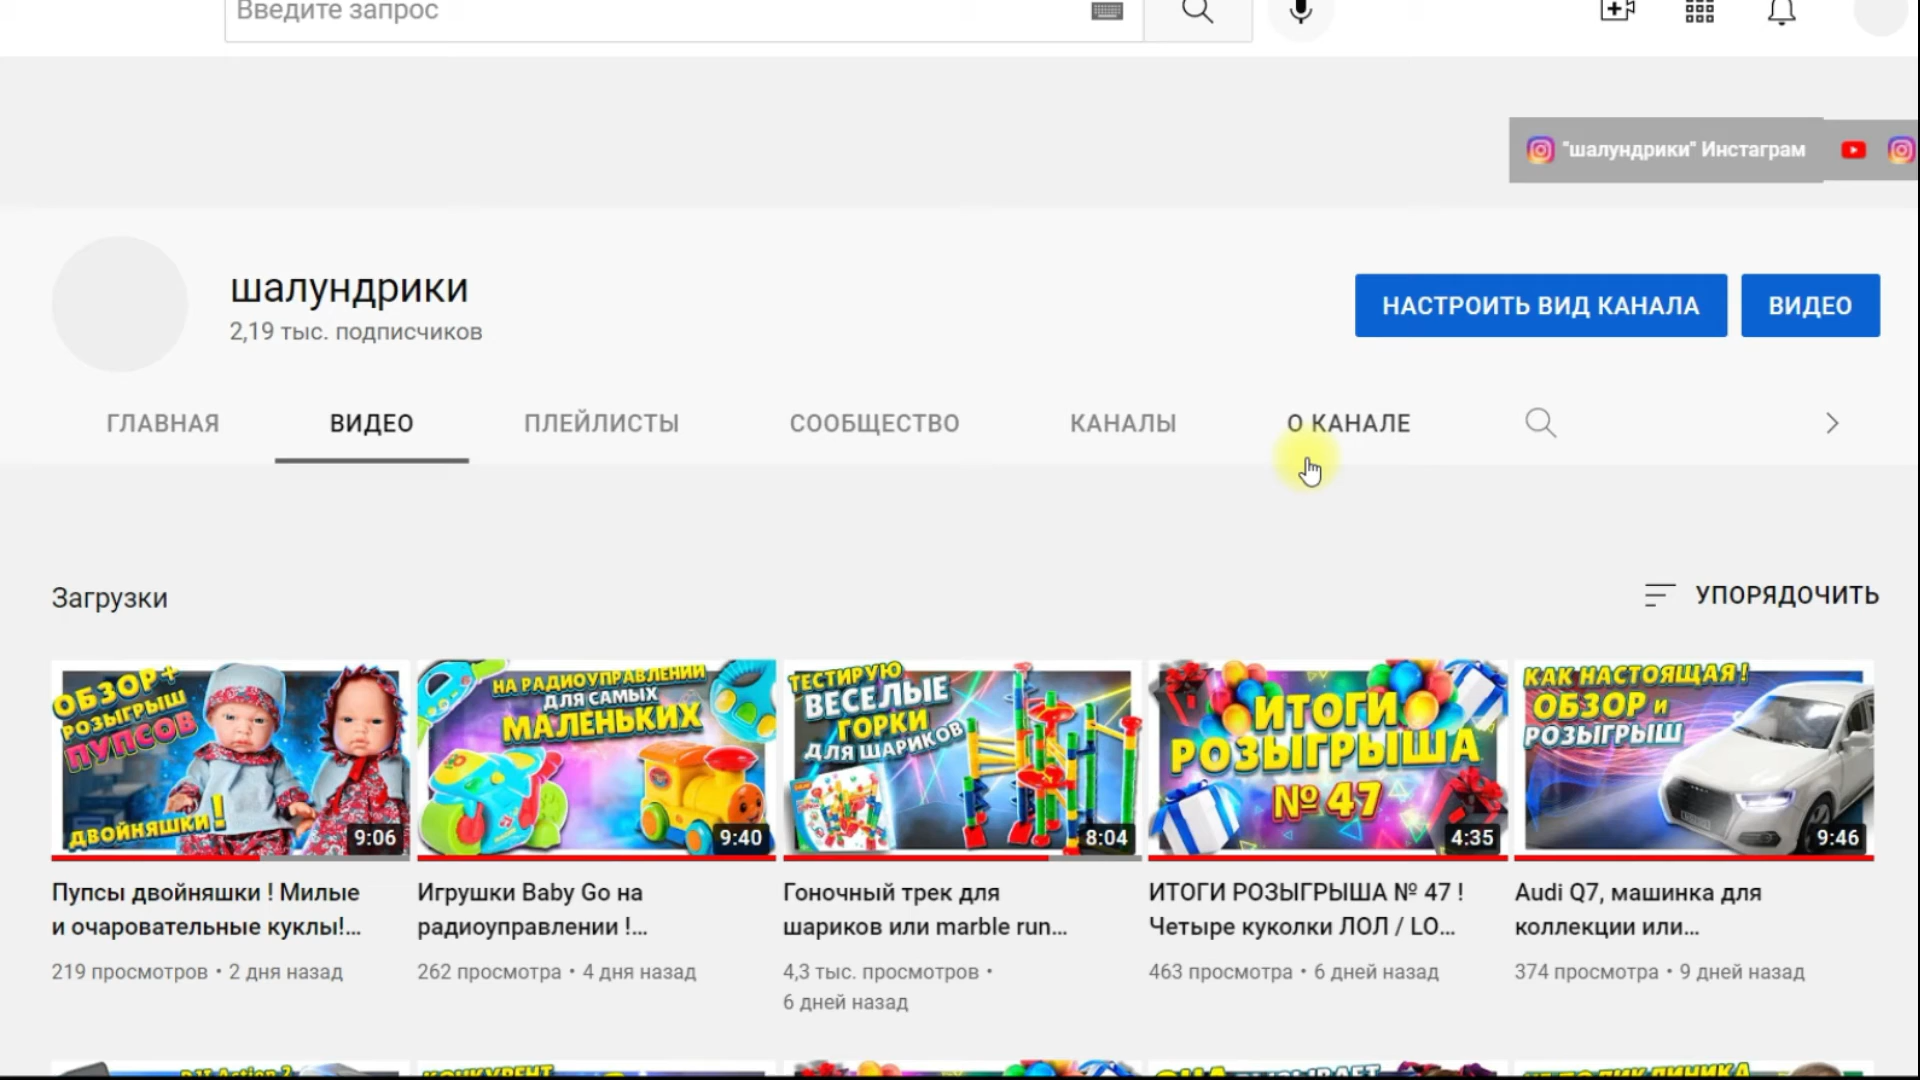 Введите запрос
"шалундрики" Инстаграм
шалундрики
2,19 тыс. подписчиков
НАСТРОИТЬ ВИД КАНАЛА
ВИДЕО
ГЛАВНАЯ
ВИДЕО
ПЛЕЙЛИСТЫ
СООБЩЕСТВО
КАНАЛЫ
О КАНАЛЕ
Загрузки
УПОРЯДОЧИТЬ
ОБЗОР+
РОЗЫГРЫШ
ПУПСОВ
ДВОЙНЯШКИ!
9:06
НА РАДИОУПРАВЛЕНИИ
ДЛЯ САМЫХ
МАЛЕНЬКИХ
9:40
ТЕСТИРУЮ
ВЕСЕЛЫЕ
ГОРКИ
ДЛЯ ШАРИКОВ
8:04
ИТОГИ
РОЗЫГРЫША
№ 47
4:35
КАК НАСТОЯЩАЯ!
ОБЗОР и
РОЗЫГРЫШ
9:46
Пупсы двойняшки ! Милые
и очаровательные куклы!...
219 просмотров • 2 дня назад
Игрушки Baby Go на
радиоуправлении !...
262 просмотра • 4 дня назад
Гоночный трек для
шариков или marble run...
4,3 тыс. просмотров •
6 дней назад
ИТОГИ РОЗЫГРЫША № 47 !
Четыре куколки ЛОЛ / LO...
463 просмотра • 6 дней назад
Audi Q7, машинка для
коллекции или...
374 просмотра • 9 дней назад
DJI Action 2
КОНКУРЕНТ